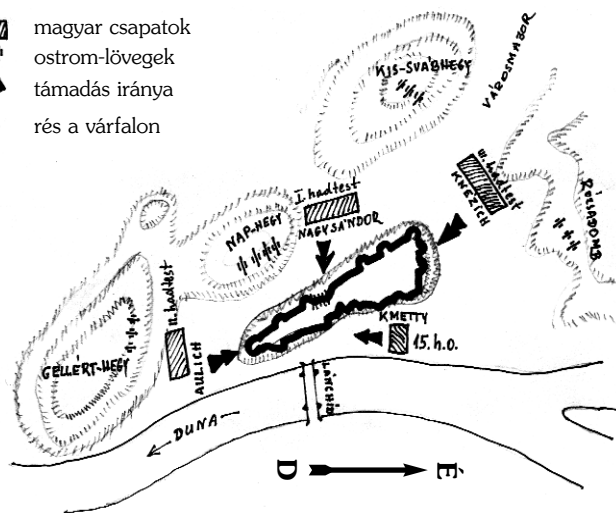 magyar csapatok
ostrom-lövegek
támadás iránya
rés a várfalon
KIS-SVÁBHEGY
VÁROSMAJOR
RÓZSADOMB
III. hadtest
KNEZICH
I. hadtest
NAGYSÁNDOR
NAP-HEGY
II. hadtest
AULICH
GELLÉRT-HEGY
KMETTY
15. h.o.
LÁNCHÍD
DUNA
D
É